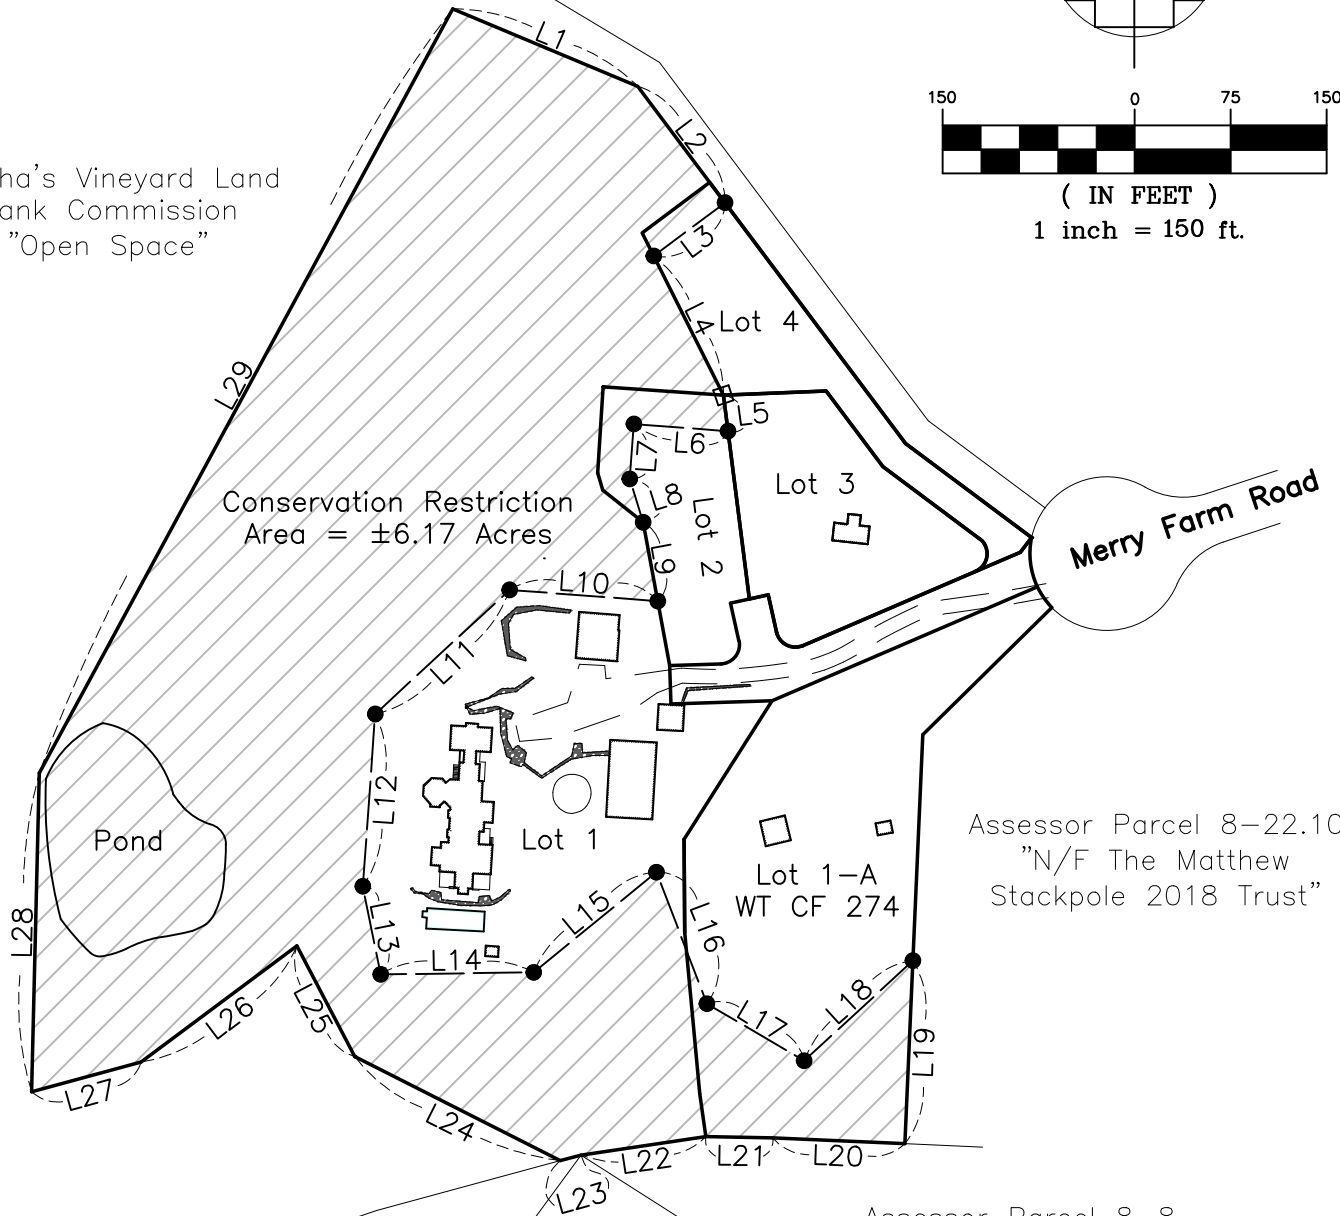 L1
150 0 75 150
L2
( IN FEET )
1 inch = 150 ft.
ha's Vineyard Land
ank Commission
"Open Space"
L3
L4
Lot 4
L29
L5
L6
L7
L8
Lot 3
Lot 2
Conservation Restriction
Area = ±6.17 Acres
Merry Farm Road
L9
L10
L11
L12
Pond
Lot 1
Assessor Parcel 8-22.10
"N/F The Matthew
Stackpole 2018 Trust"
Lot 1-A
WT CF 274
L28
L13
L14
L15
L16
L17
L18
L19
L25
L26
L27
L24
L22
L21
L20
L23
Assessor Parcel 8-8